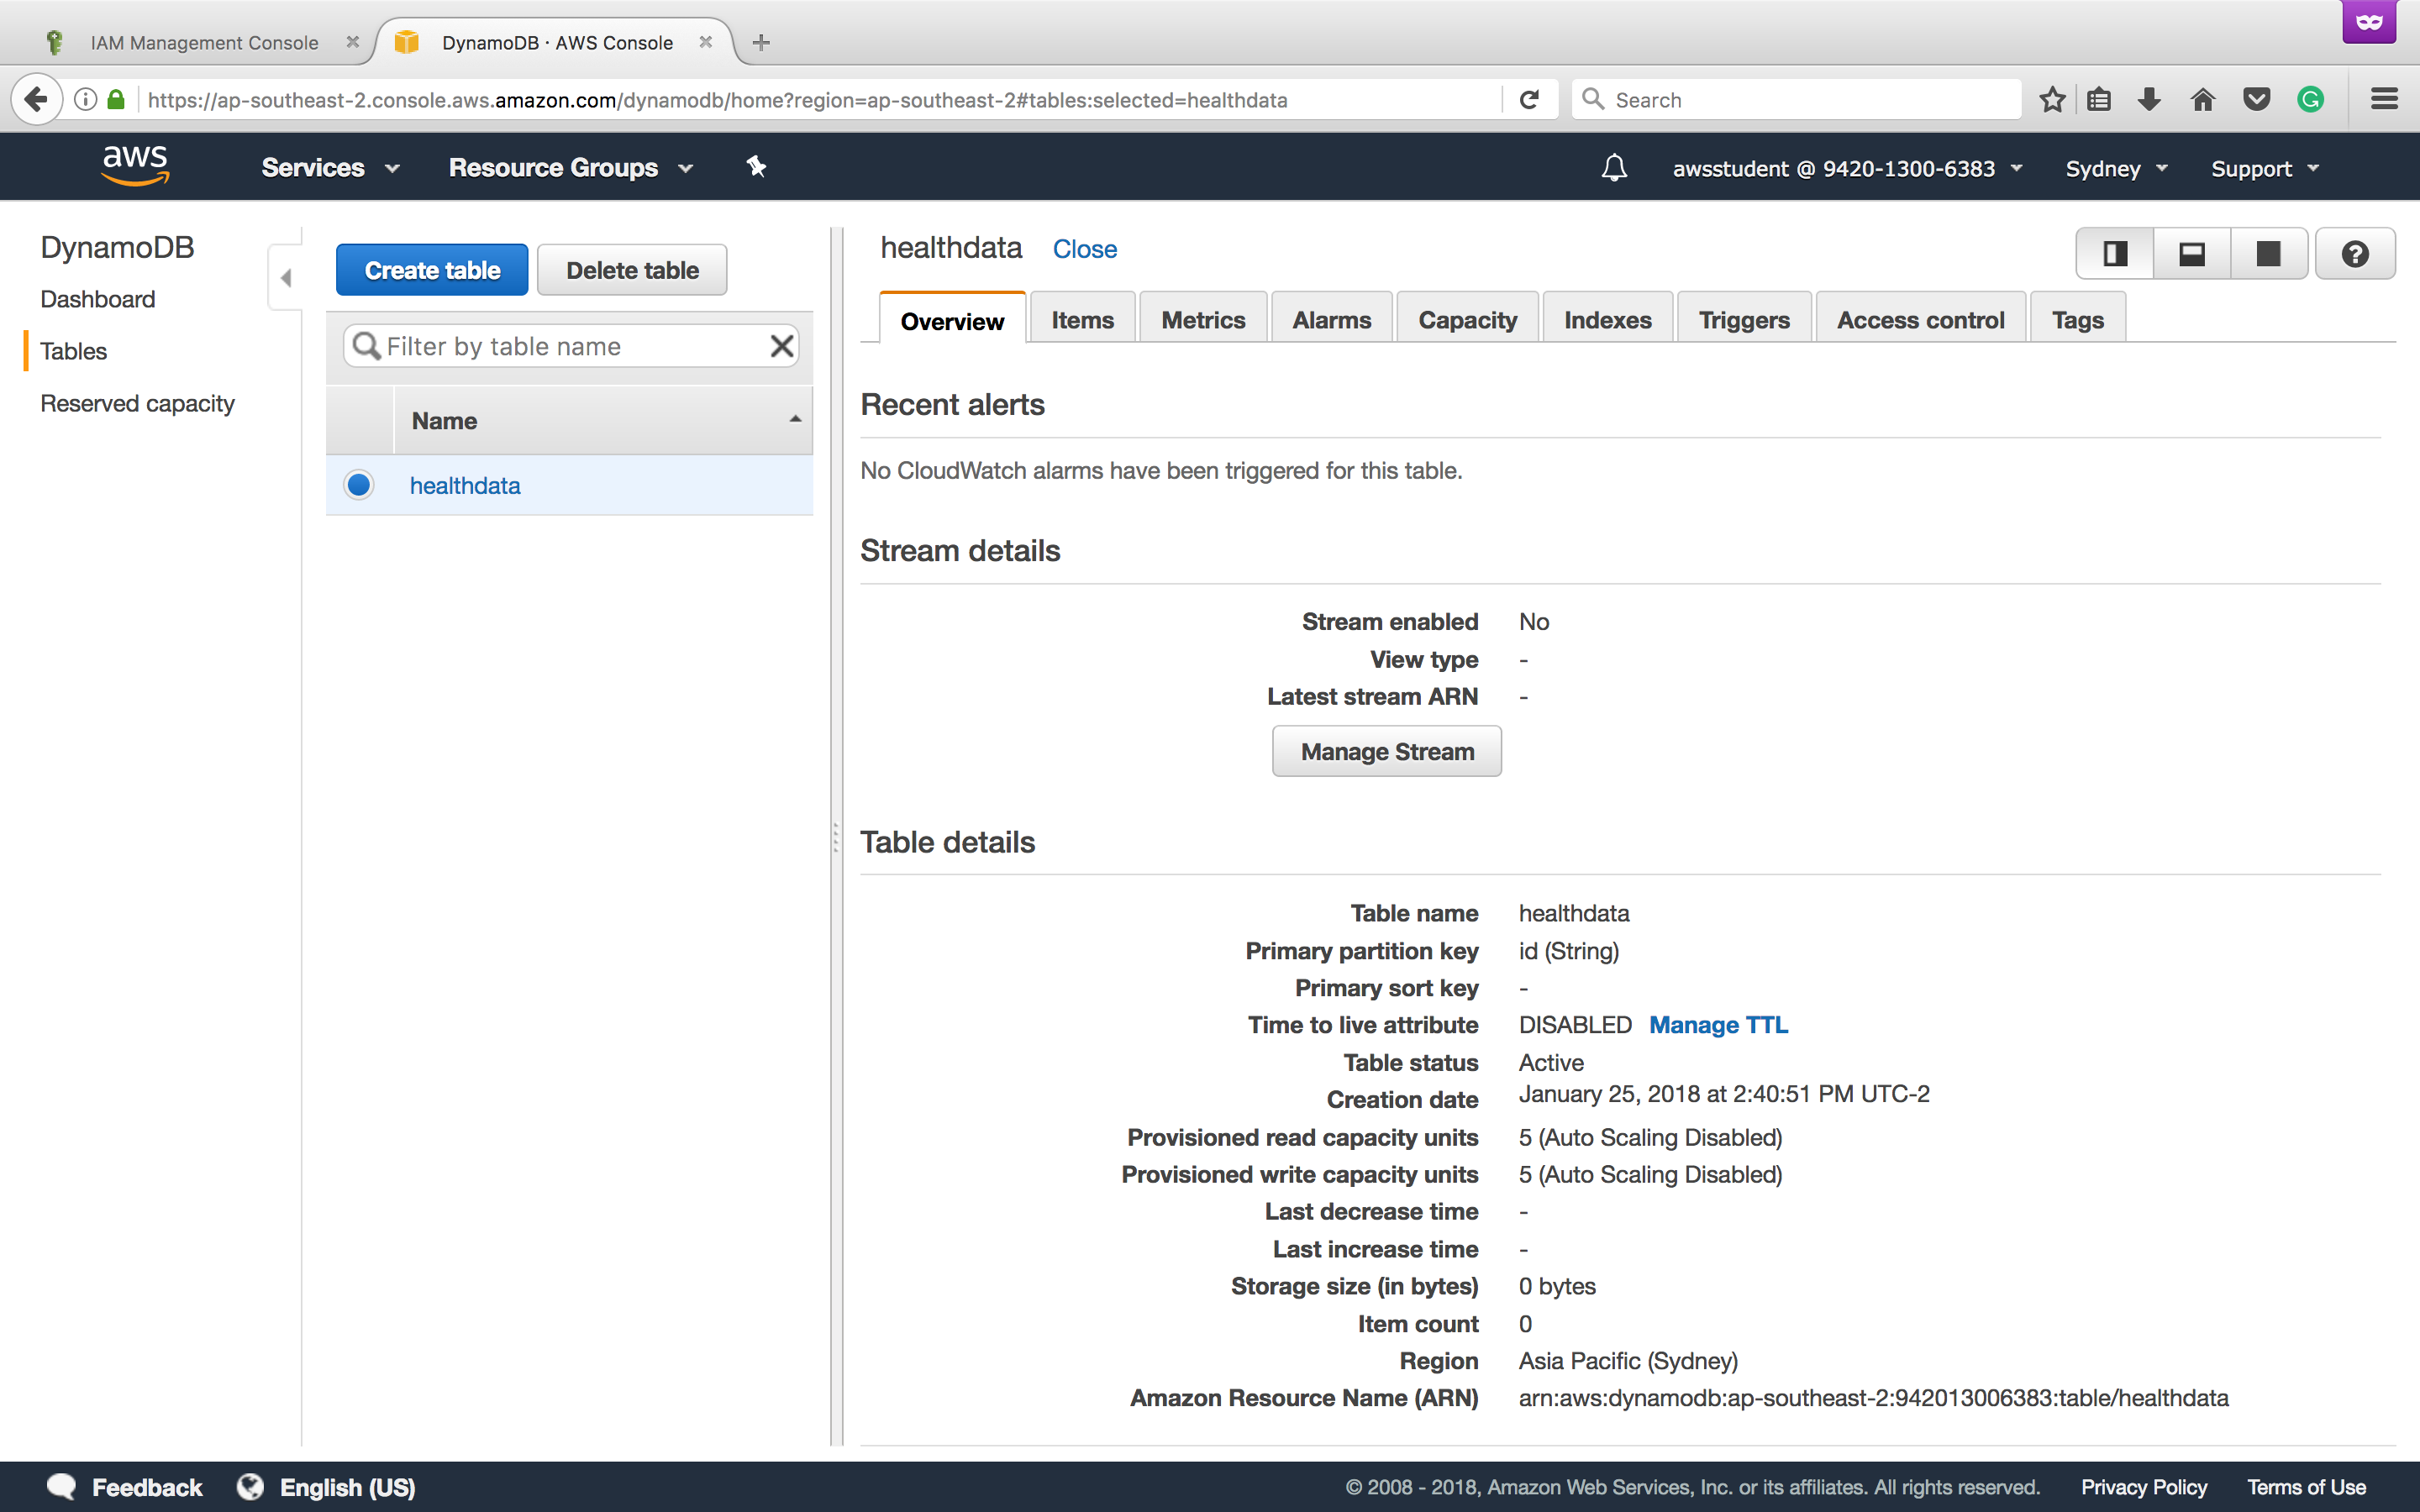 IAM Management Console
DynamoDB · AWS Console
https://ap-southeast-2.console.aws.amazon.com/dynamodb/home?region=ap-southeast-2#tables:selected=healthdata
Search
aws
Services
Resource Groups
awsstudent @ 9420-1300-6383
Sydney
Support
DynamoDB
Dashboard
Tables
Reserved capacity
Create table
Delete table
Filter by table name
Name
healthdata
healthdata Close
Overview
Items
Metrics
Alarms
Capacity
Indexes
Triggers
Access control
Tags
Recent alerts
No CloudWatch alarms have been triggered for this table.
Stream details
Stream enabled No
View type -
Latest stream ARN -
Manage Stream
Table details
Table name healthdata
Primary partition key id (String)
Primary sort key -
Time to live attribute DISABLED Manage TTL
Table status Active
Creation date January 25, 2018 at 2:40:51 PM UTC-2
Provisioned read capacity units 5 (Auto Scaling Disabled)
Provisioned write capacity units 5 (Auto Scaling Disabled)
Last decrease time -
Last increase time -
Storage size (in bytes) 0 bytes
Item count 0
Region Asia Pacific (Sydney)
Amazon Resource Name (ARN) arn:aws:dynamodb:ap-southeast-2:942013006383:table/healthdata
Feedback
English (US)
© 2008 - 2018, Amazon Web Services, Inc. or its affiliates. All rights reserved.
Privacy Policy
Terms of Use